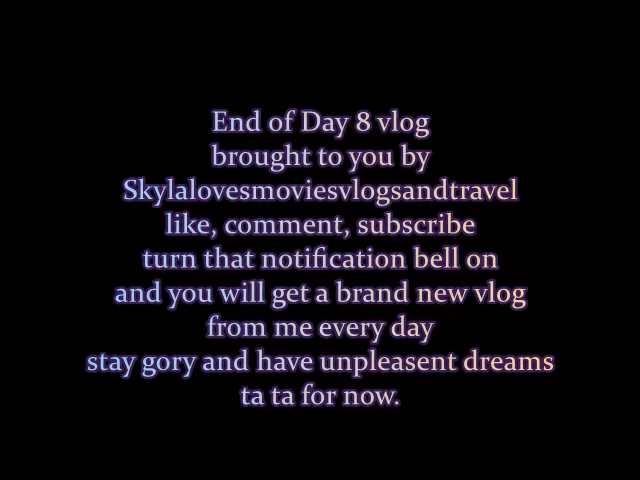 End of Day 8 vlog
brought to you by
Skylalovesmoviesvlogsandtravel
like, comment, subscribe
turn that notification bell on
and you will get a brand new vlog
from me every day
stay gory and have unpleasent dreams
ta ta for now.